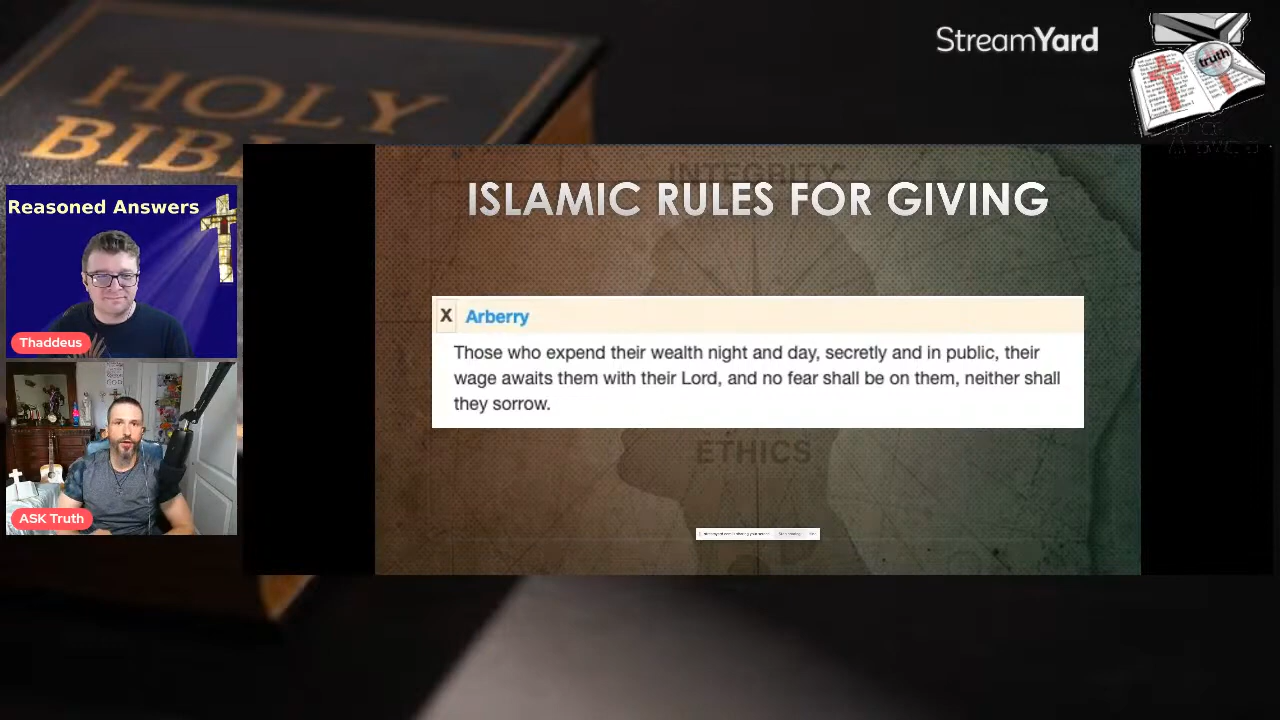 HOLY
BIBL
StreamYard
truth
Reasoned Answers
Thaddeus
ASK Truth
INTEGRITY
ISLAMIC RULES FOR GIVING
X Arberry
Those who expend their wealth night and day, secretly and in public, their
wage awaits them with their Lord, and no fear shall be on them, neither shall
they sorrow.
ETHICS